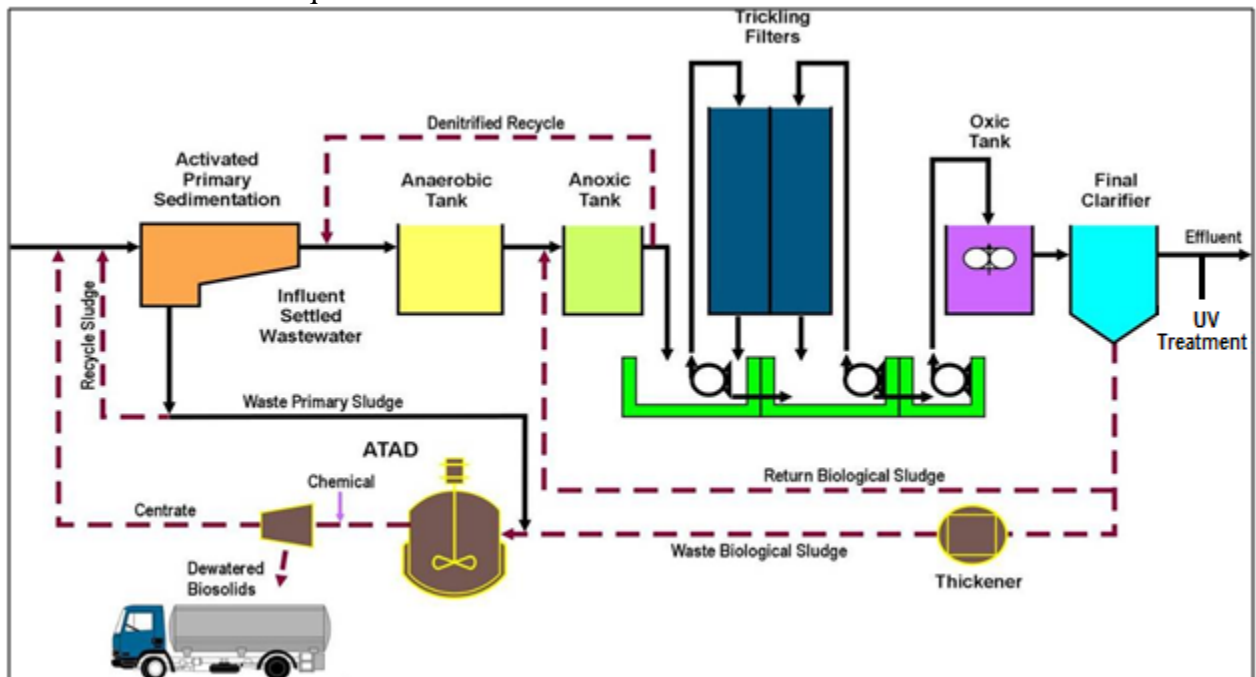 Trickling
Filters
Denitrified Recycle
Oxic
Tank
Activated
Primary
Sedimentation
Anaerobic
Tank
Anoxic
Tank
Final
Clarifier
Effluent
Influent
Settled
Wastewater
UV
Treatment
Recycle Sludge
Waste Primary Sludge
ATAD
Chemical
Return Biological Sludge
Centrate
Waste Biological Sludge
Dewatered
Biosolids
Thickener